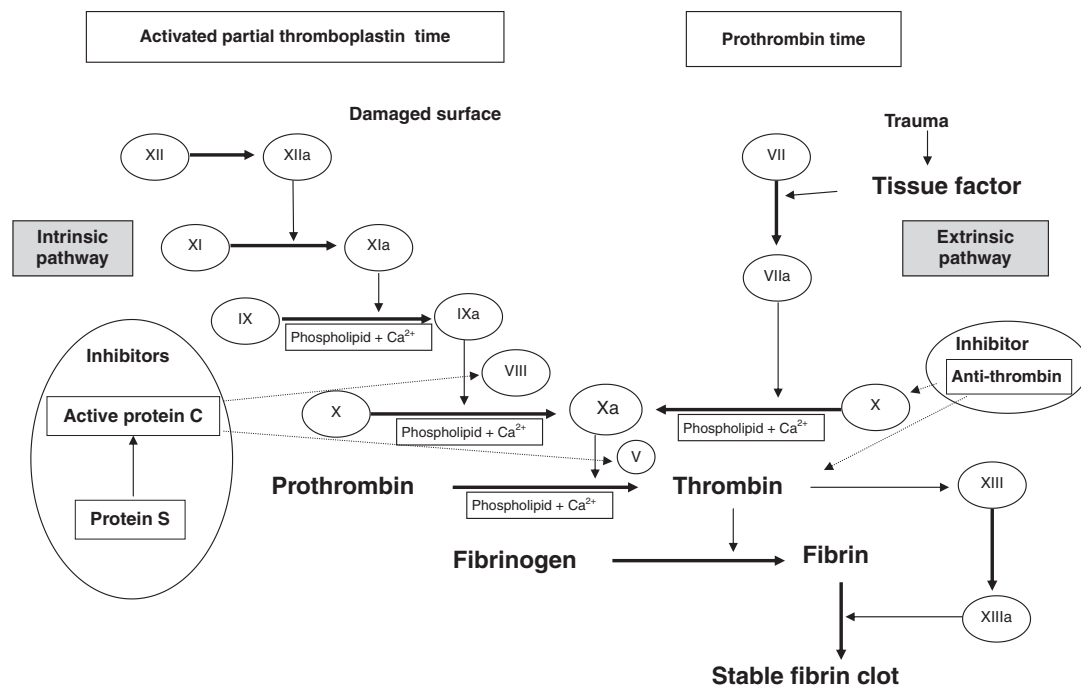 Activated partial thromboplastin time
Prothrombin time
Damaged surface
Trauma
XII
XIIa
VII
Tissue factor
Intrinsic
pathway
XI
XIa
Extrinsic
pathway
VIIa
IX
IXa
Phospholipid + Ca²⁺
Inhibitors
VIII
Inhibitor
Anti-thrombin
Active protein C
X
Xa
X
Phospholipid + Ca²⁺
Phospholipid + Ca²⁺
V
Prothrombin
Thrombin
XIII
Phospholipid + Ca²⁺
Protein S
Fibrinogen
Fibrin
XIIIa
Stable fibrin clot